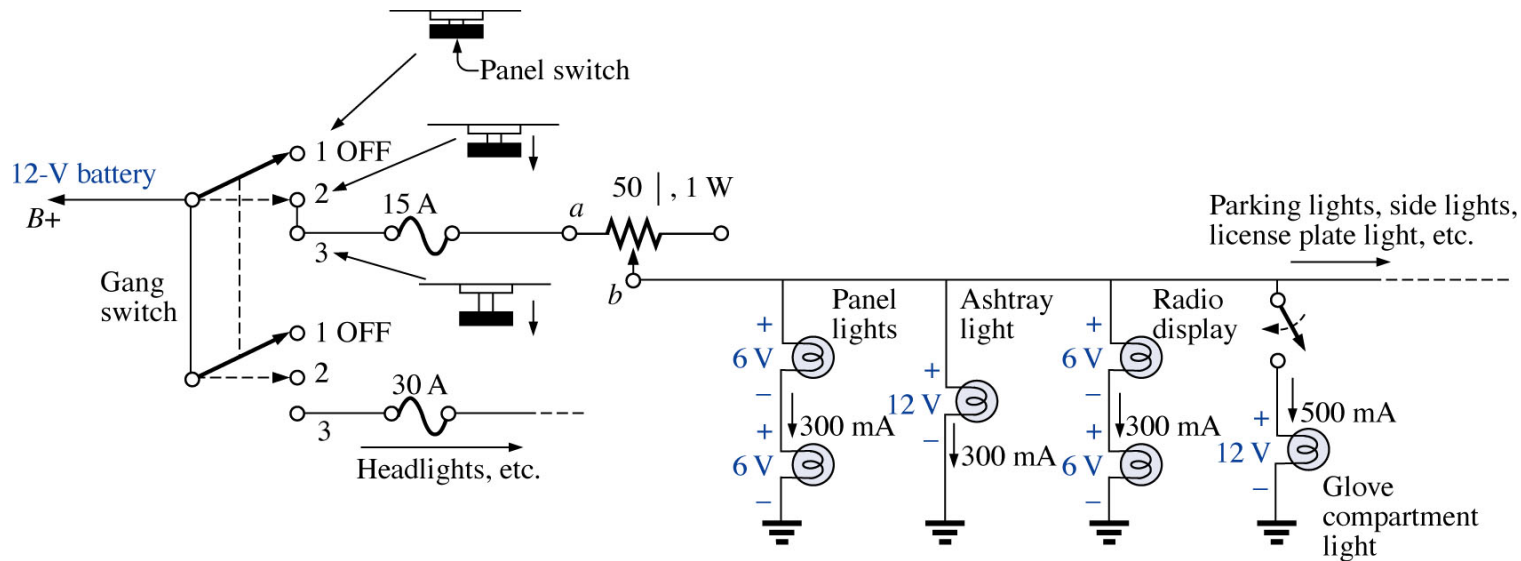 Panel switch
1 OFF
12-V battery
2
50 | , 1 W
15 A
a
B+
Parking lights, side lights,
license plate light, etc.
3
Gang
switch
b
Panel
lights
Ashtray
light
Radio
display
1 OFF
+
6 V
–
+
12 V
–
+
6 V
–
2
30 A
300 mA
300 mA
500 mA
3
+
6 V
–
300 mA
+
6 V
–
+
12 V
–
Headlights, etc.
Glove
compartment
light